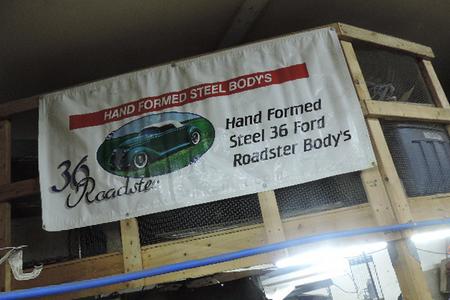 HAND FORMED STEEL BODY'S
Hand Formed
Steel 36 Ford
Roadster Body's
36
Roadster